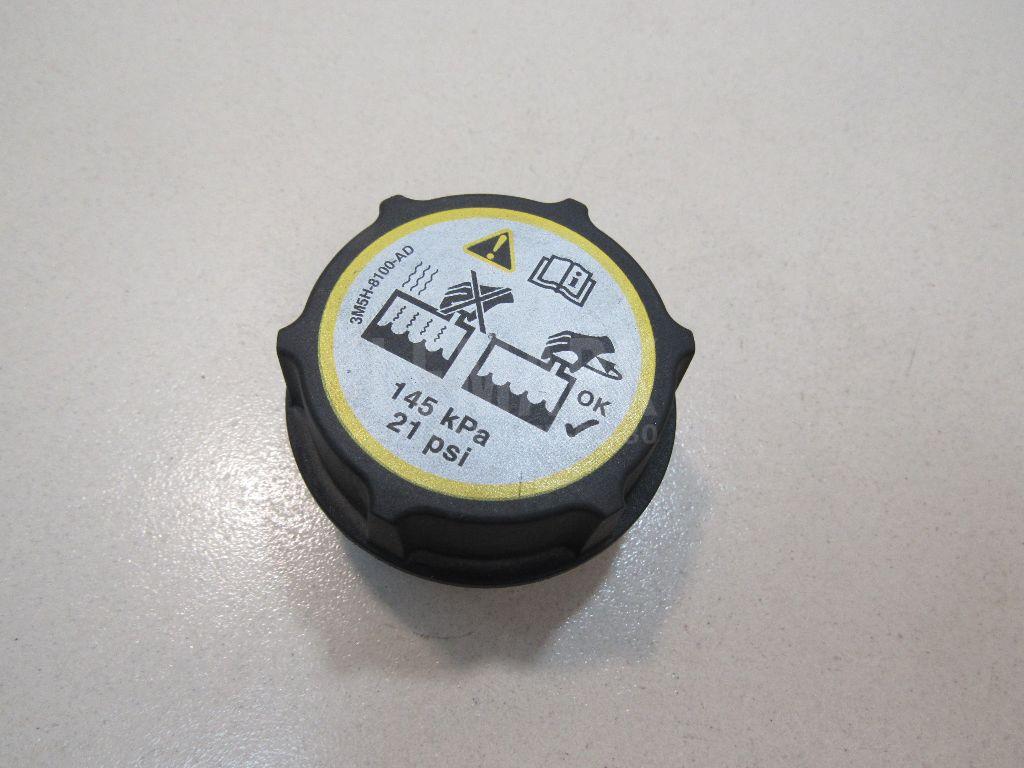 3M5H-8100-AD
OK
145 kPa
21 psi